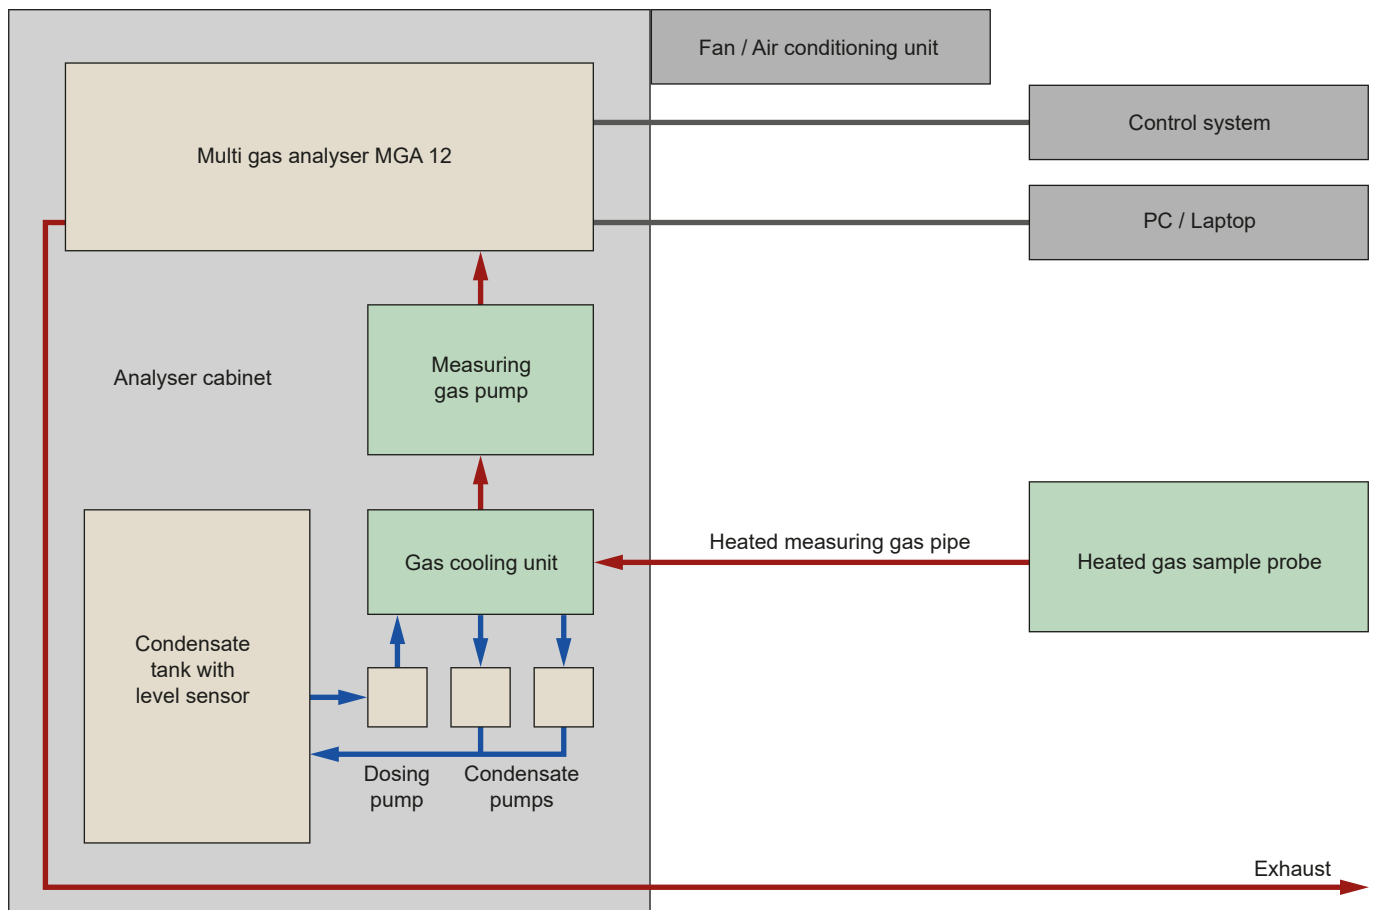 Fan / Air conditioning unit
Control system
Multi gas analyser MGA 12
PC / Laptop
Measuring
gas pump
Analyser cabinet
Heated measuring gas pipe
Gas cooling unit
Heated gas sample probe
Condensate
tank with
level sensor
Dosing
pump
Condensate
pumps
Exhaust